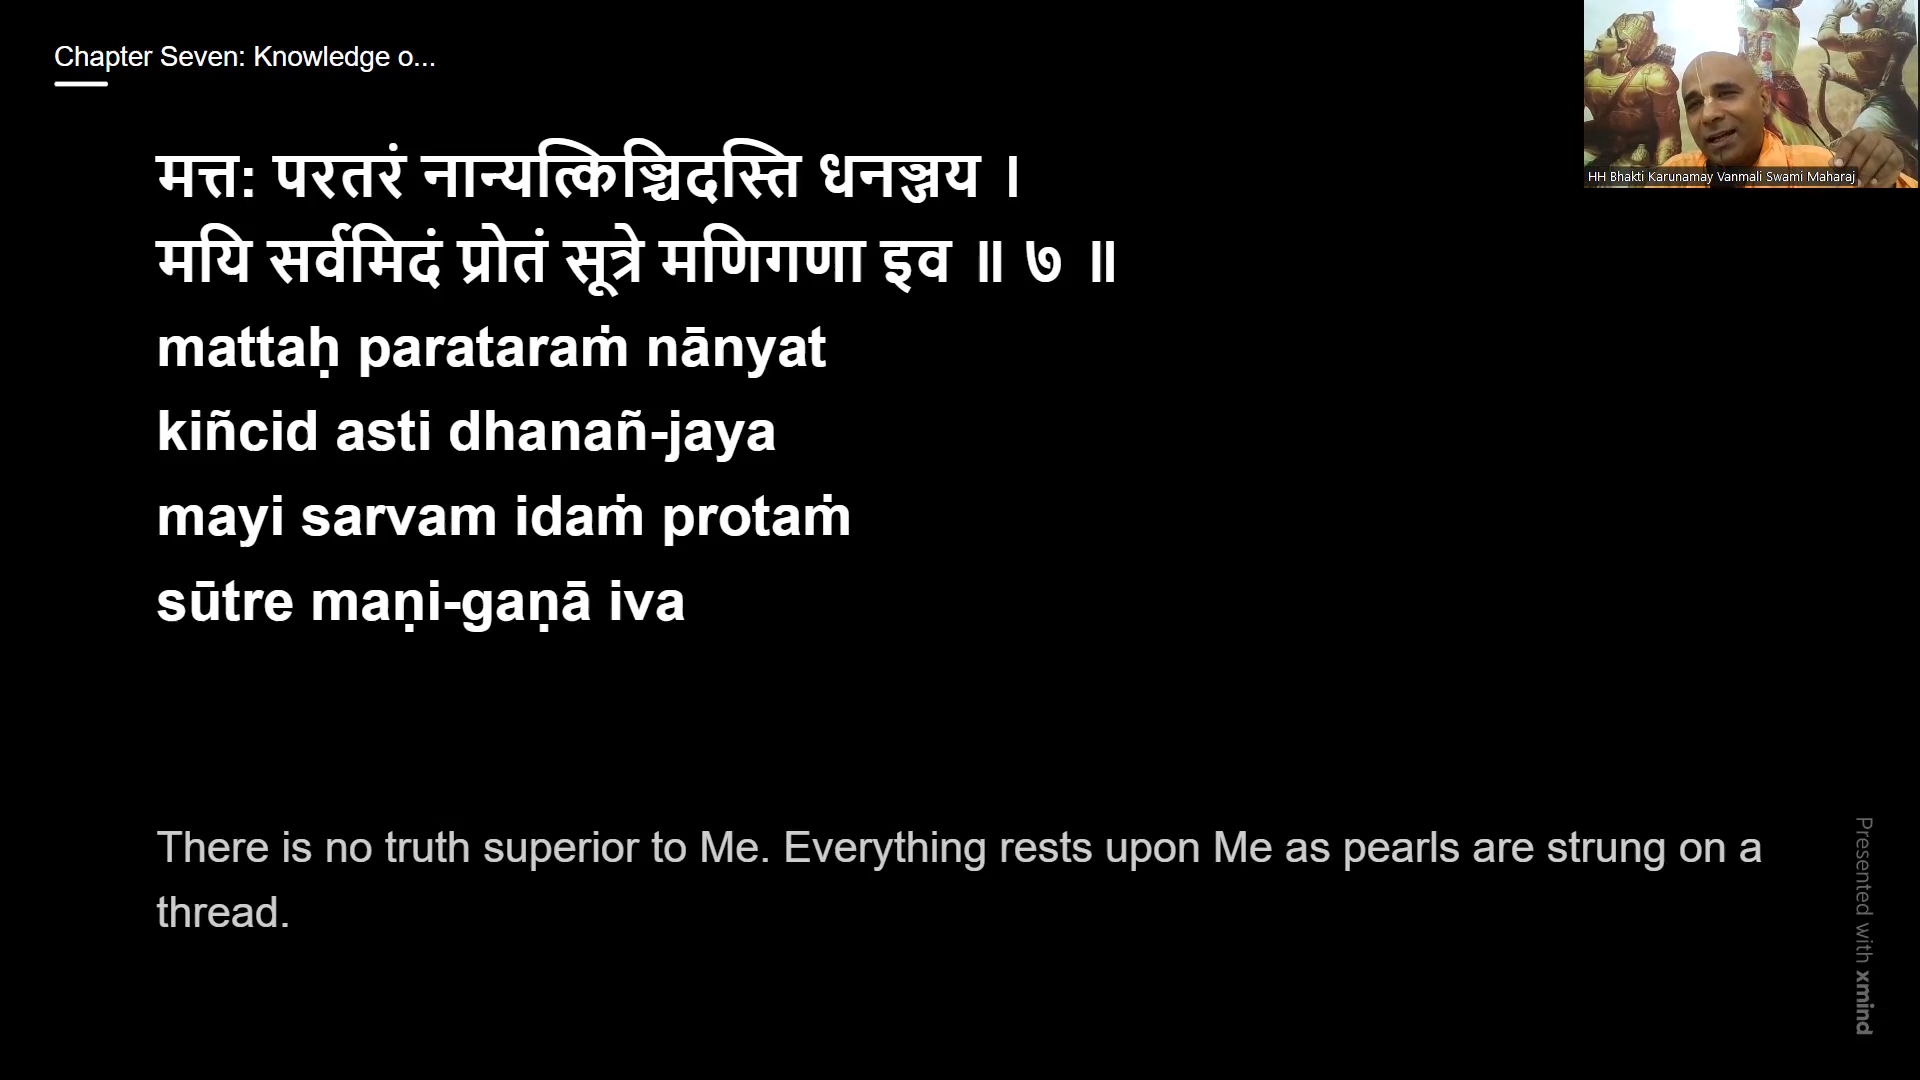 Chapter Seven: Knowledge o...
HH Bhakti Karunamay Vanmali Swami Maharaj
मत्त: परतरं नान्यत्किञ्चिदस्ति धनञ्जय ।
मयि सर्वमिदं प्रोतं सूत्रे मणिगणा इव ॥ ७ ॥
mattaḥ parataraṁ nānyat
kiñcid asti dhanañ-jaya
mayi sarvam idaṁ protaṁ
sūtre maṇi-gaṇā iva
There is no truth superior to Me. Everything rests upon Me as pearls are strung on a
thread.
Presented with xmind